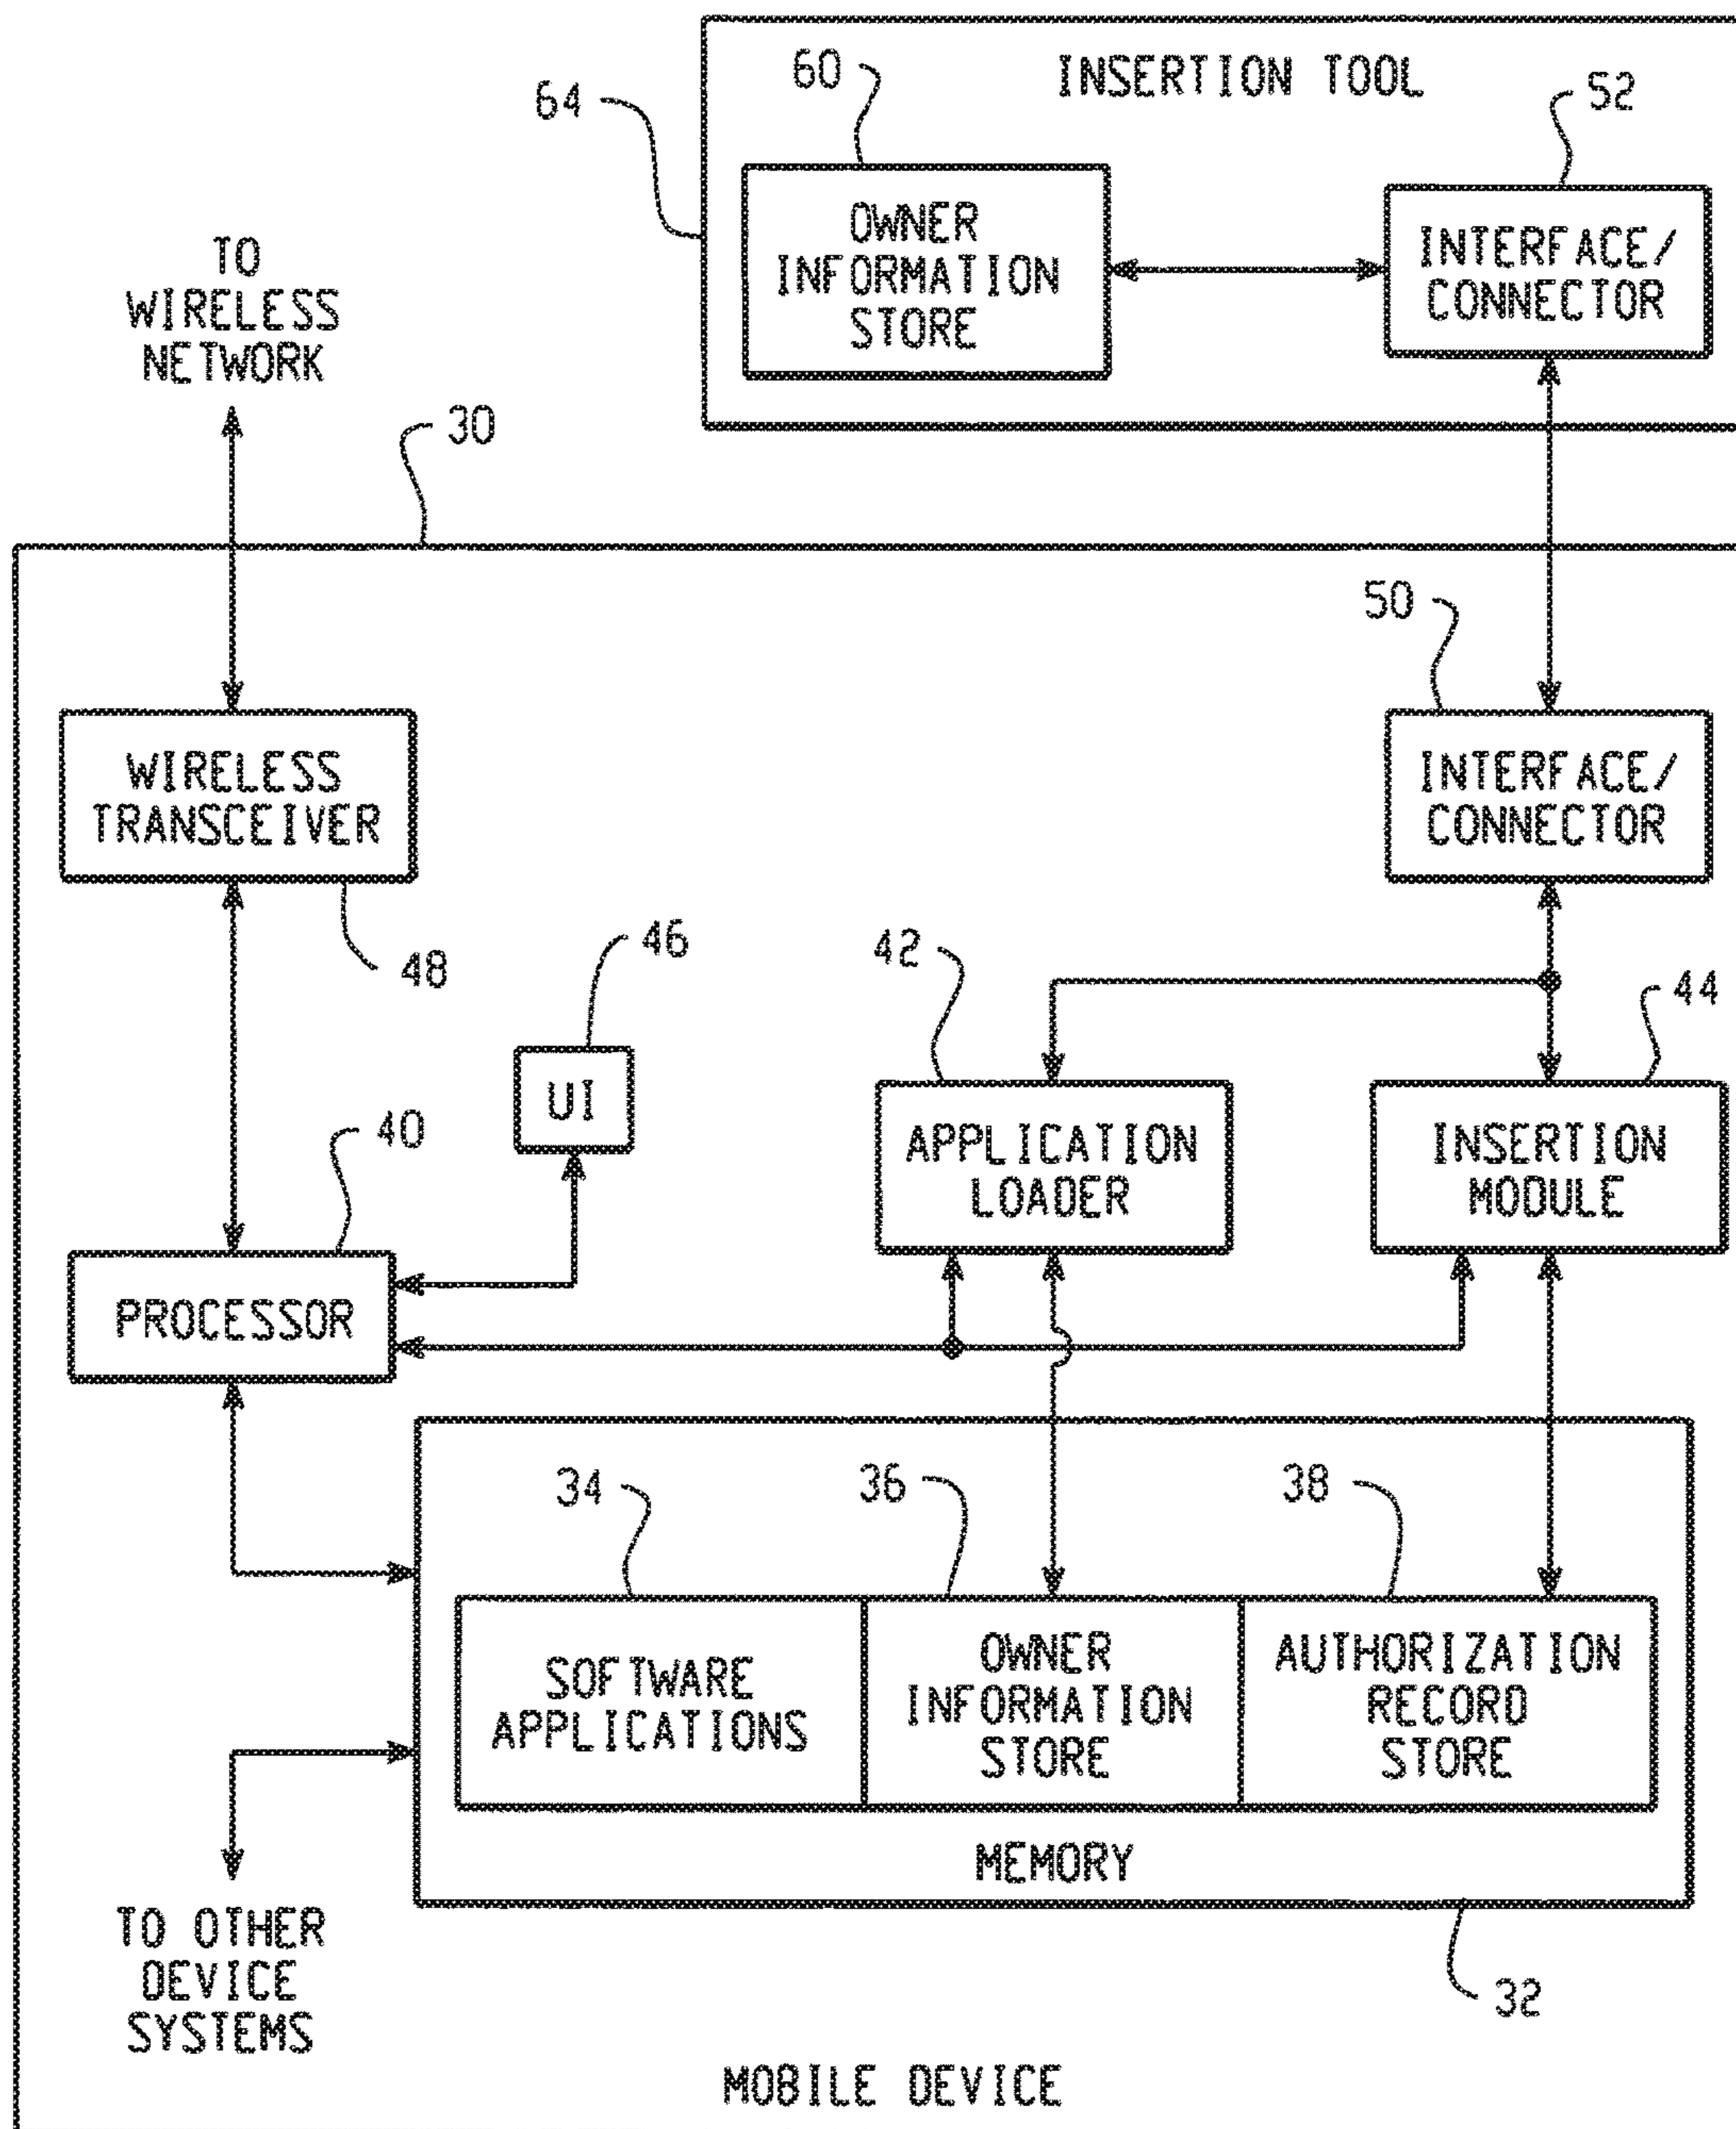 INSERTION TOOL
60
52
64
OWNER
INFORMATION
STORE
INTERFACE/
CONNECTOR
TO
WIRELESS
NETWORK
30
50
WIRELESS
TRANSCEIVER
INTERFACE/
CONNECTOR
48
46
42
44
UI
40
APPLICATION
LOADER
INSERTION
MODULE
PROCESSOR
34
36
38
SOFTWARE
APPLICATIONS
OWNER
INFORMATION
STORE
AUTHORIZATION
RECORD
STORE
MEMORY
TO OTHER
DEVICE
SYSTEMS
32
MOBILE DEVICE